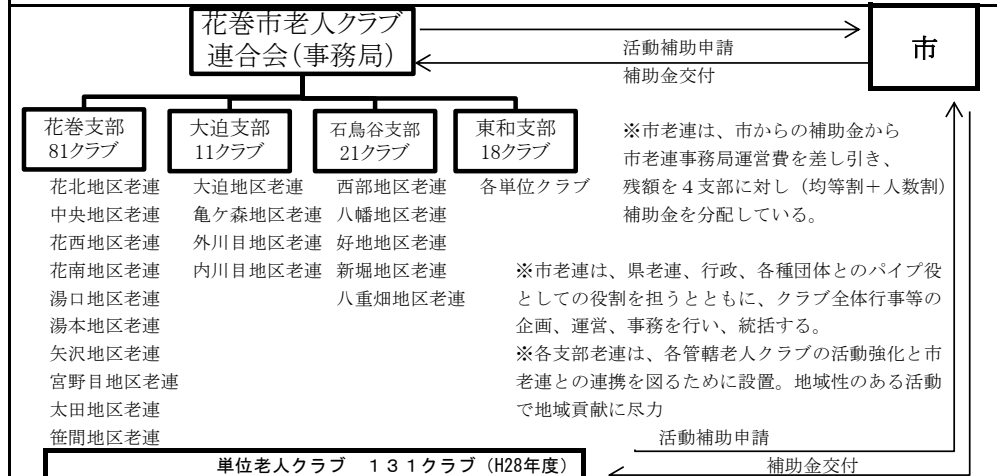 花巻市老人クラブ
連合会(事務局)
活動補助申請
補助金交付
市
花巻支部
81クラブ
大迫支部
11クラブ
石鳥谷支部
21クラブ
東和支部
18クラブ
花北地区老連
中央地区老連
花西地区老連
花南地区老連
湯口地区老連
湯本地区老連
矢沢地区老連
宮野目地区老連
太田地区老連
笹間地区老連
大迫地区老連
亀ケ森地区老連
外川目地区老連
内川目地区老連
西部地区老連
八幡地区老連
好地地区老連
新堀地区老連
八重畑地区老連
各単位クラブ
※市老連は、市からの補助金から
市老連事務局運営費を差し引き、
残額を4支部に対し(均等割+人数割)
補助金を分配している。
※市老連は、県老連、行政、各種団体とのパイプ役
としての役割を担うとともに、クラブ全体行事等の
企画、運営、事務を行い、統括する。
※各支部老連は、各管轄老人クラブの活動強化と市
老連との連携を図るために設置。地域性のある活動
で地域貢献に尽力
活動補助申請
補助金交付
単位老人クラブ 131クラブ(H28年度)